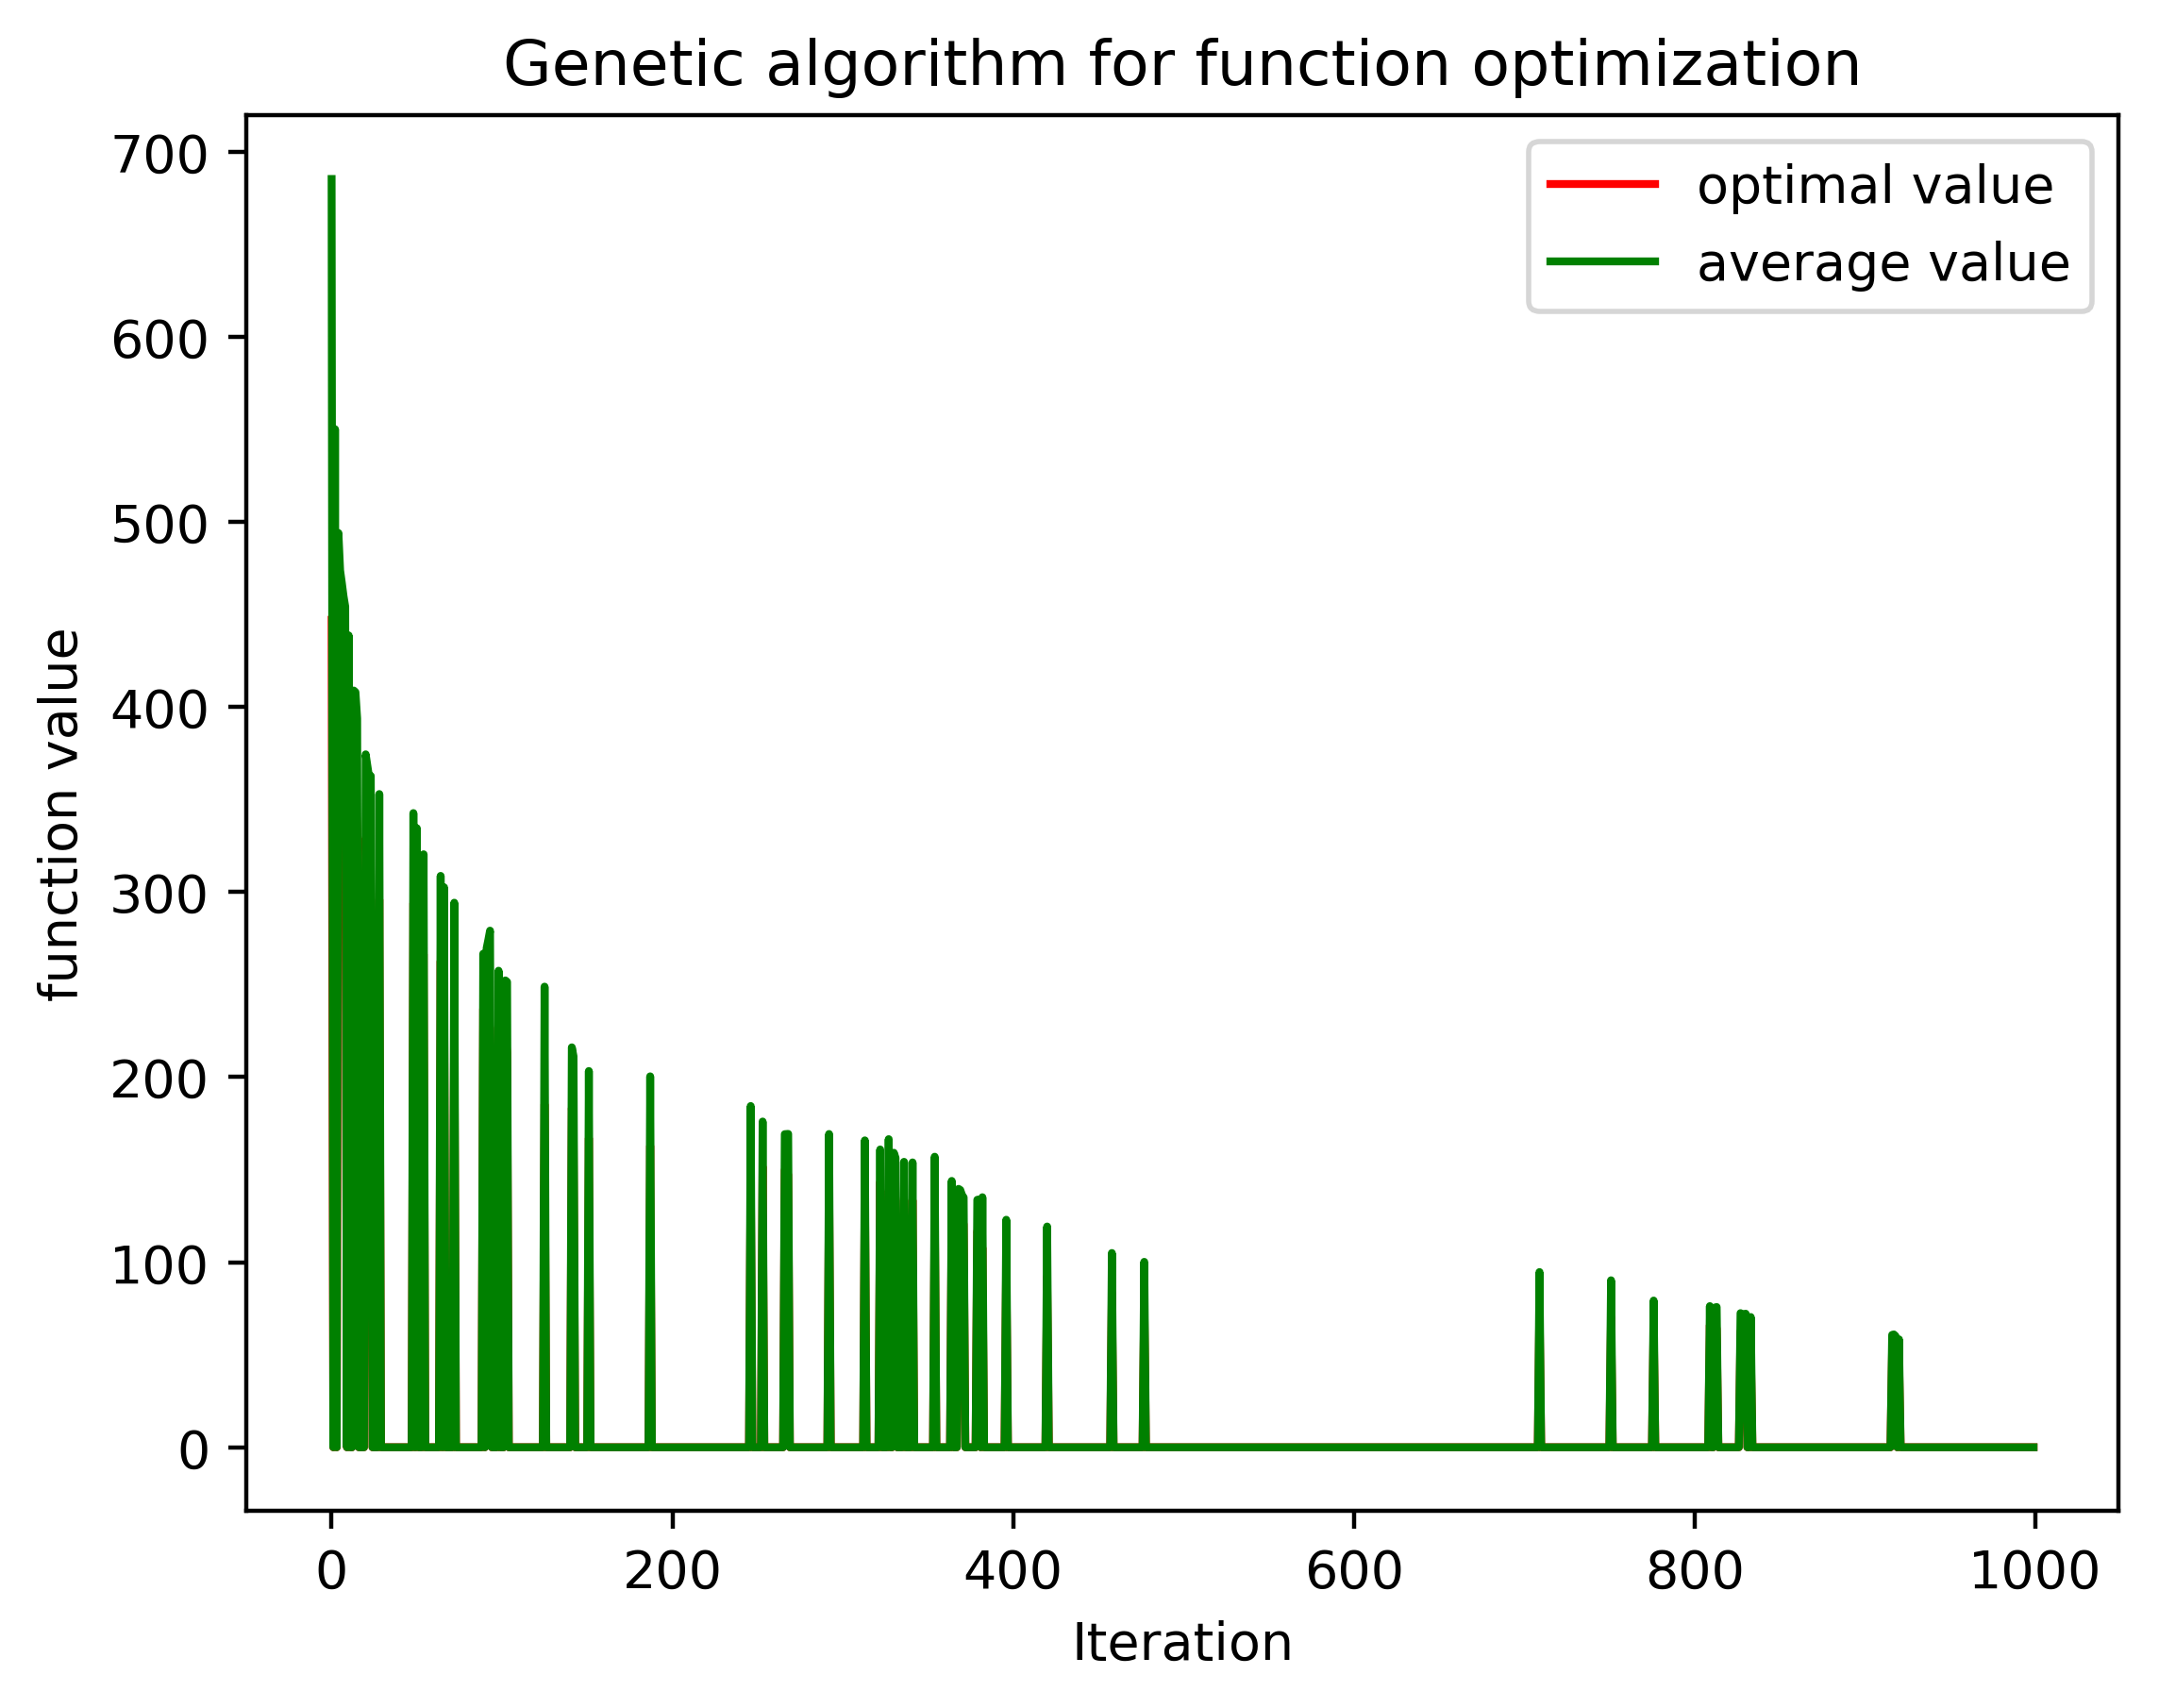 Genetic algorithm for function optimization
optimal value
average value
function value
700
600
500
400
300
200
100
0
0 200 400 600 800 1000
Iteration